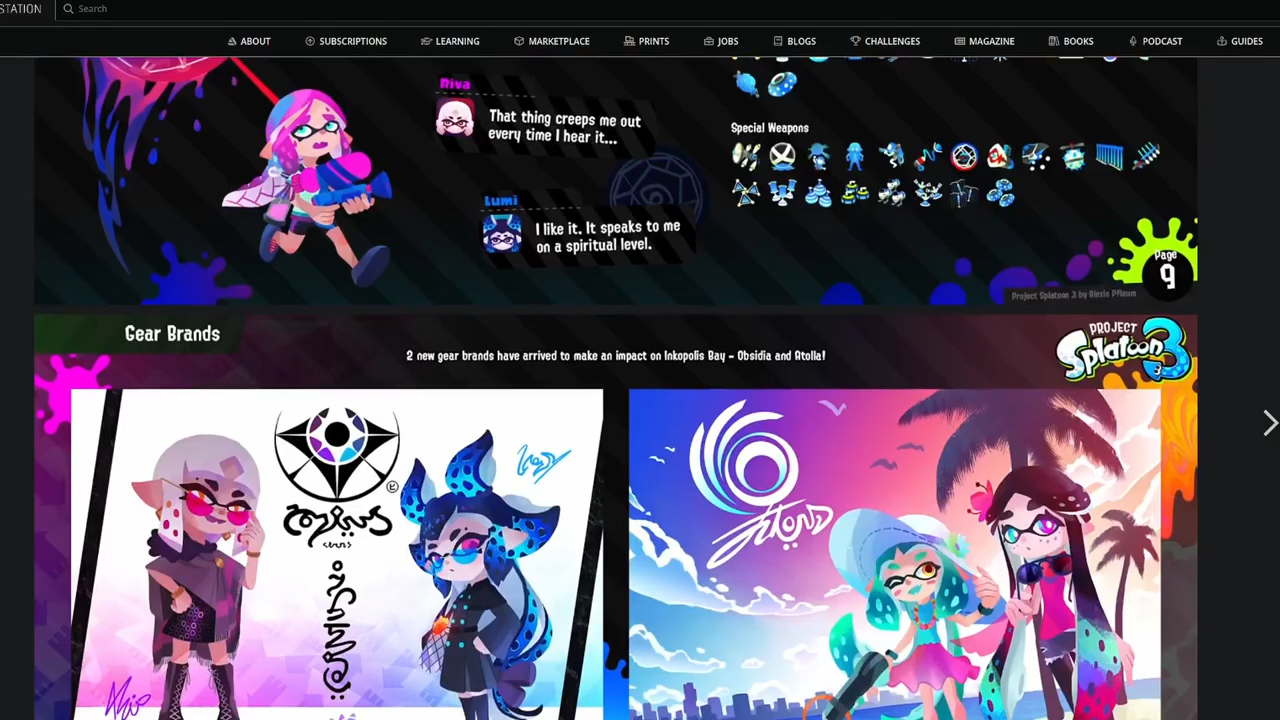 STATION
Search
ABOUT
SUBSCRIPTIONS
LEARNING
MARKETPLACE
PRINTS
JOBS
BLOGS
CHALLENGES
MAGAZINE
BOOKS
PODCAST
GUIDES
Riva
That thing creeps me out
every time I hear it...
Lumi
I like it. It speaks to me
on a spiritual level.
Special Weapons
Page
9
Project Splatoon 3 by Alexis Pflaum
Gear Brands
2 new gear brands have arrived to make an impact on Inkopolis Bay - Obsidia and Atolla!
PROJECT
Splatoon 3